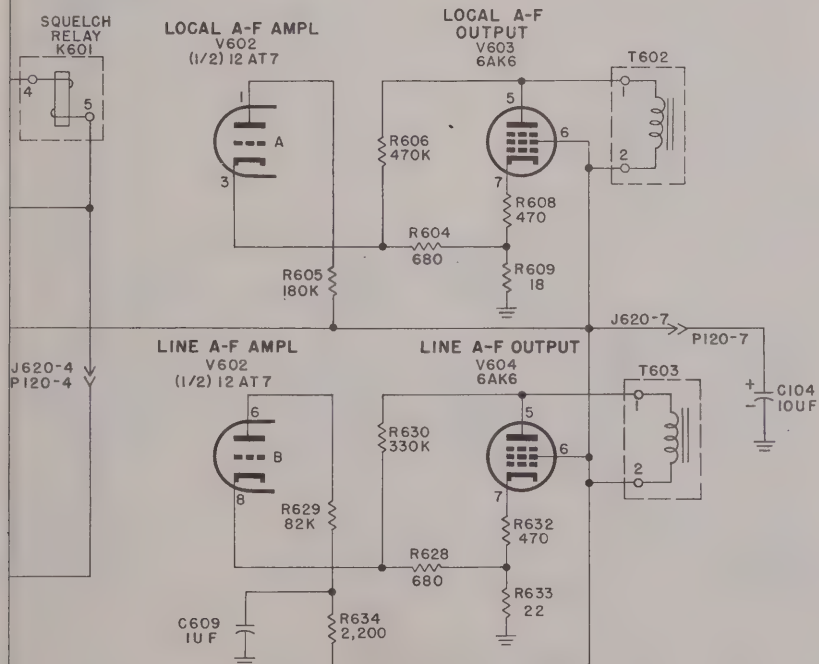 SQUELCH
RELAY
K601
4
5
LOCAL A-F AMPL
V602
(1/2) 12 AT7
1
A
3
LOCAL A-F
OUTPUT
V603
6AK6
5
6
7
T602
1
2
R606
470K
R608
470
R604
680
R605
180K
R609
18
J620-7
P120-7
J620-4
P120-4
LINE A-F AMPL
V602
(1/2) 12 AT7
6
B
8
LINE A-F OUTPUT
V604
6AK6
5
6
7
T603
1
2
+
-
C104
10UF
R630
330K
R629
82K
R632
470
R628
680
R633
22
C609
1UF
R634
2,200